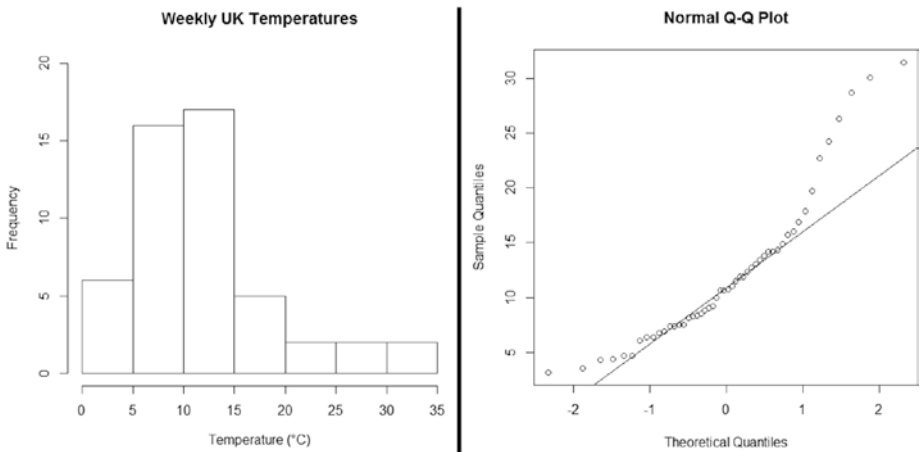 Weekly UK Temperatures
20
15
10
5
0
Frequency
0 5 10 15 20 25 30 35
Temperature (°C)
Normal Q-Q Plot
30
25
20
15
10
5
Sample Quantiles
-2 -1 0 1 2
Theoretical Quantiles